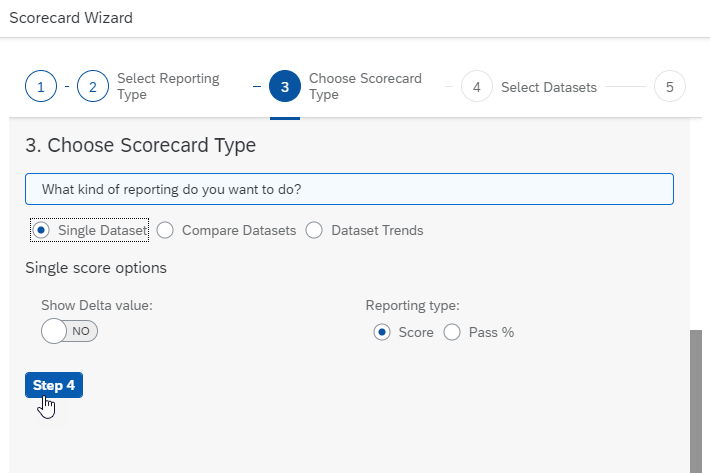 Scorecard Wizard
1 - 2 Select Reporting Type - 3 Choose Scorecard Type 4 Select Datasets 5
3. Choose Scorecard Type
What kind of reporting do you want to do?
Single Dataset Compare Datasets Dataset Trends
Single score options
Show Delta value: Reporting type:
NO Score Pass %
Step 4